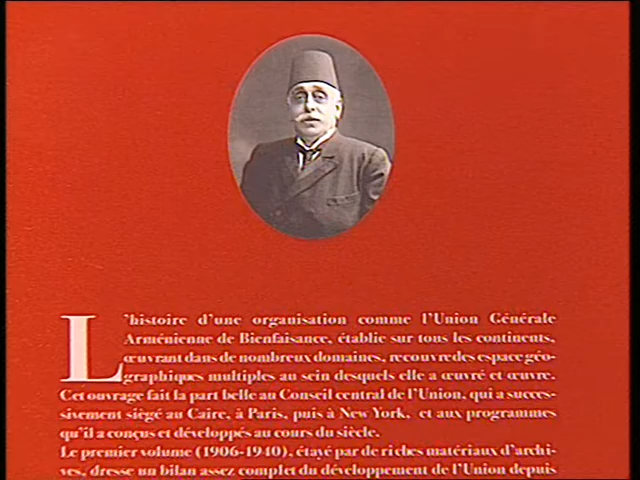 L'histoire d'une organisation comme l'Union Générale
Arménienne de Bienfaisance, établie sur tous les continents,
œuvrant dans de nombreux domaines, recouvre des espace géo-
graphiques multiples au sein desquels elle a œuvré et œuvre.
Cet ouvrage fait la part belle au Conseil central de l'Union, qui a succes-
sivement siégé au Caire, à Paris, puis à New York, et aux programmes
qu'il a conçus et développés au cours du siècle.
Le premier volume (1906-1940), étayé par de riches matériaux d'archi-
ves, dresse un bilan assez complet du développement de l'Union depuis